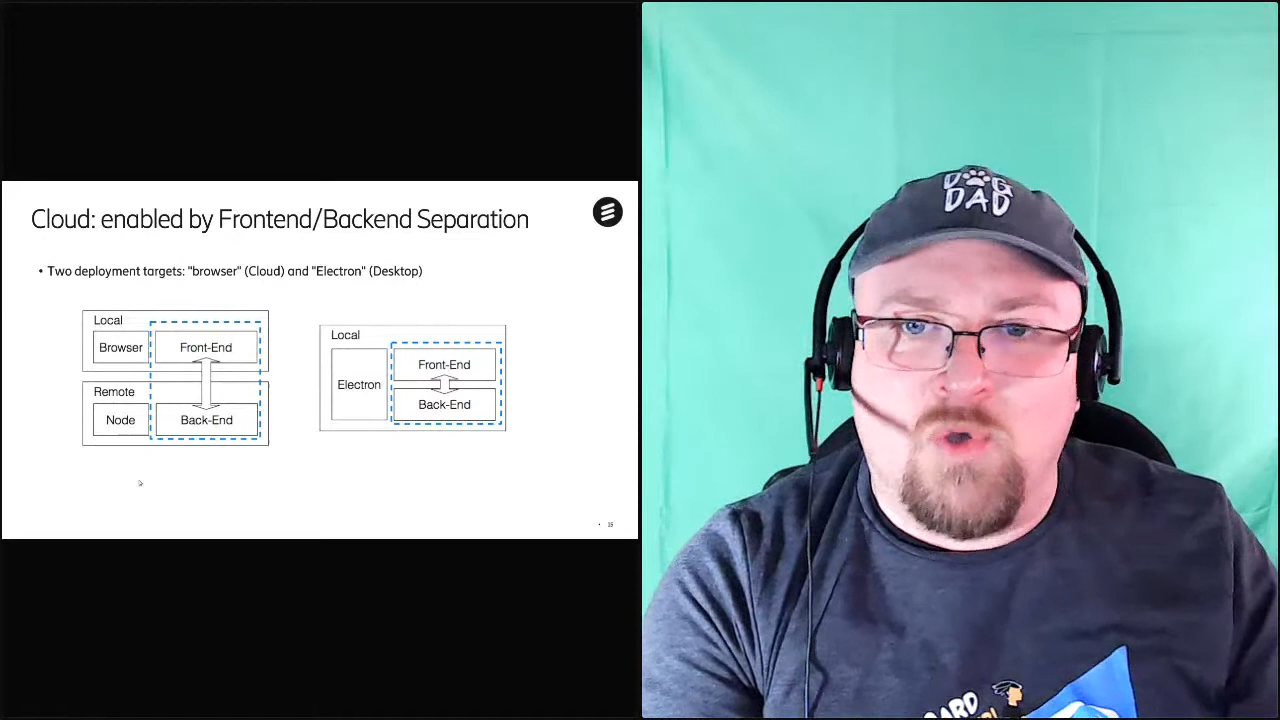 Cloud: enabled by Frontend/Backend Separation
• Two deployment targets: "browser" (Cloud) and "Electron" (Desktop)
Local
Browser
Front-End
Remote
Node
Back-End
Local
Electron
Front-End
Back-End
15
DOG
DAD